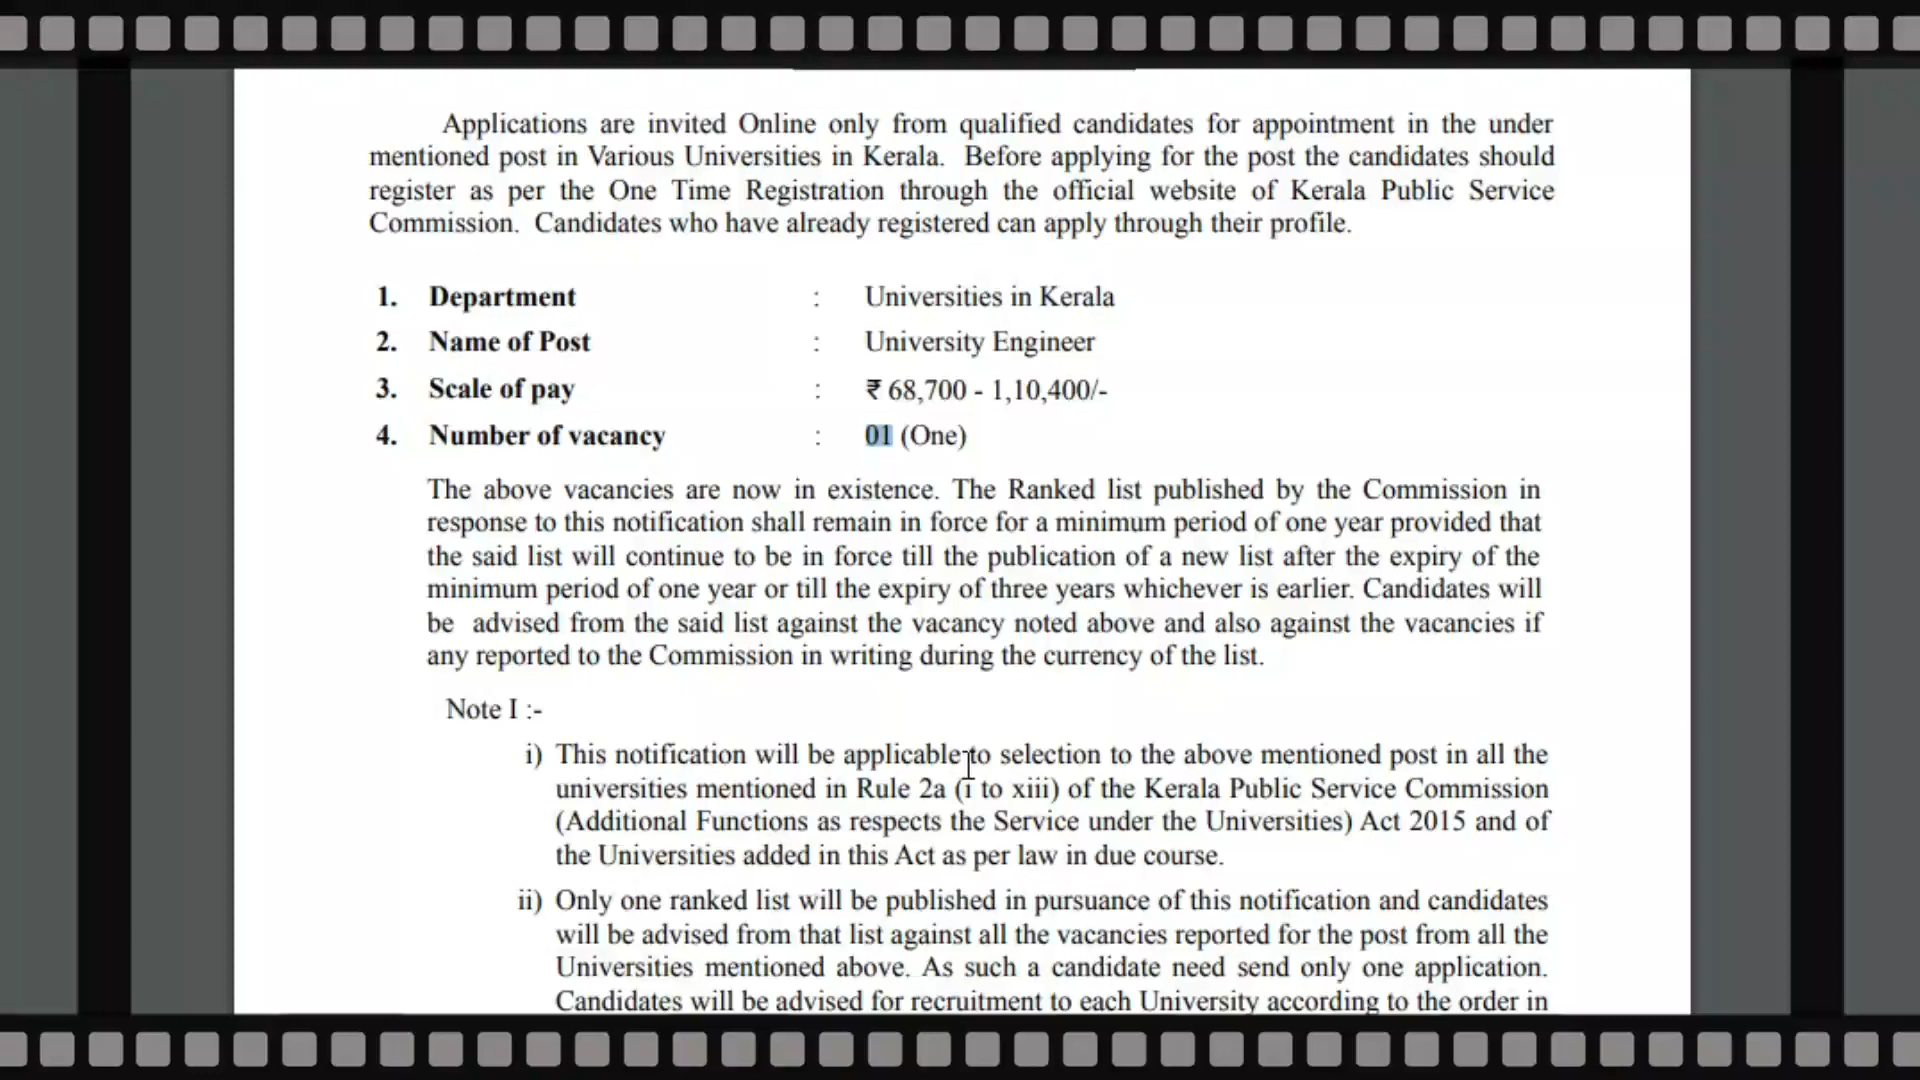 Applications are invited Online only from qualified candidates for appointment in the under
mentioned post in Various Universities in Kerala. Before applying for the post the candidates should
register as per the One Time Registration through the official website of Kerala Public Service
Commission. Candidates who have already registered can apply through their profile.
1. Department : Universities in Kerala
2. Name of Post : University Engineer
3. Scale of pay : ₹ 68,700 - 1,10,400/-
4. Number of vacancy : 01 (One)
The above vacancies are now in existence. The Ranked list published by the Commission in
response to this notification shall remain in force for a minimum period of one year provided that
the said list will continue to be in force till the publication of a new list after the expiry of the
minimum period of one year or till the expiry of three years whichever is earlier. Candidates will
be advised from the said list against the vacancy noted above and also against the vacancies if
any reported to the Commission in writing during the currency of the list.
Note I :-
i) This notification will be applicable to selection to the above mentioned post in all the
universities mentioned in Rule 2a (i to xiii) of the Kerala Public Service Commission
(Additional Functions as respects the Service under the Universities) Act 2015 and of
the Universities added in this Act as per law in due course.
ii) Only one ranked list will be published in pursuance of this notification and candidates
will be advised from that list against all the vacancies reported for the post from all the
Universities mentioned above. As such a candidate need send only one application.
Candidates will be advised for recruitment to each University according to the order in